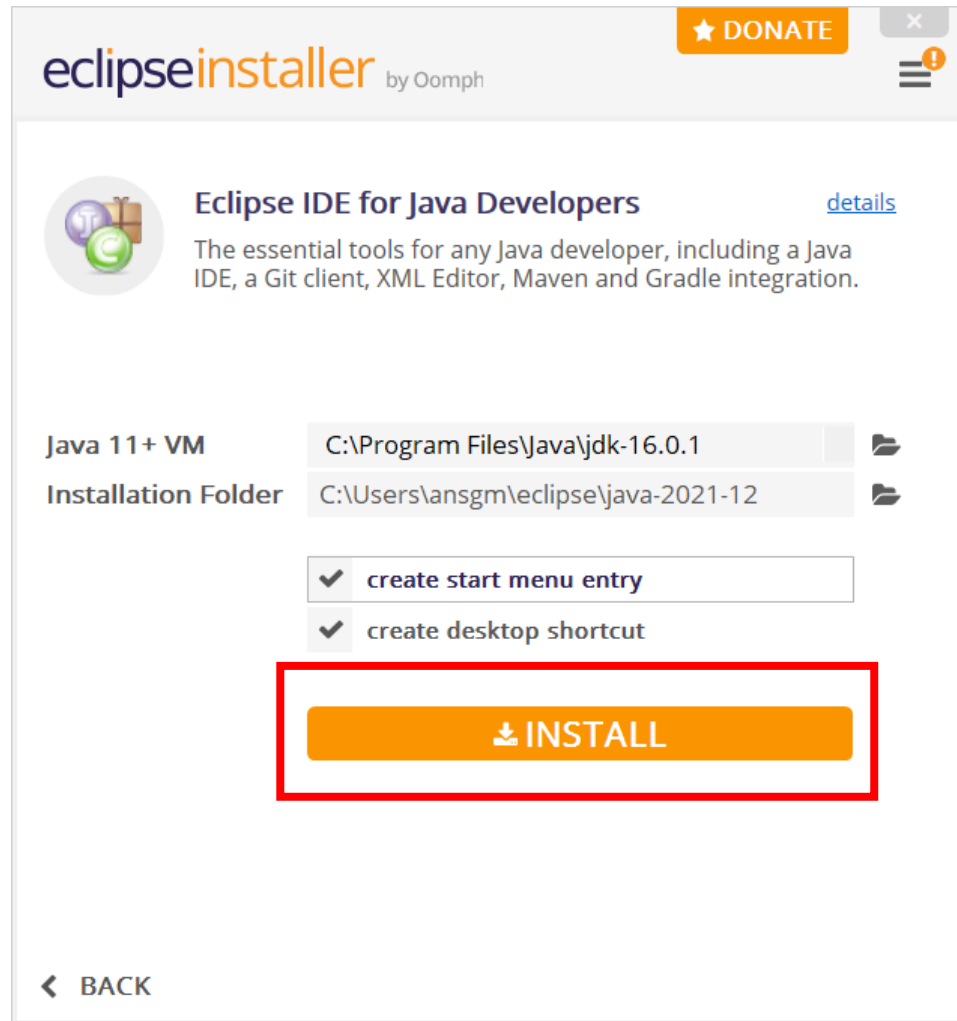 DONATE
eclipseinstaller by Oomph
Eclipse IDE for Java Developers details
The essential tools for any Java developer, including a Java
IDE, a Git client, XML Editor, Maven and Gradle integration.
Java 11+ VM C:\Program Files\Java\jdk-16.0.1
Installation Folder C:\Users\ansgm\eclipse\java-2021-12
create start menu entry
create desktop shortcut
INSTALL
BACK